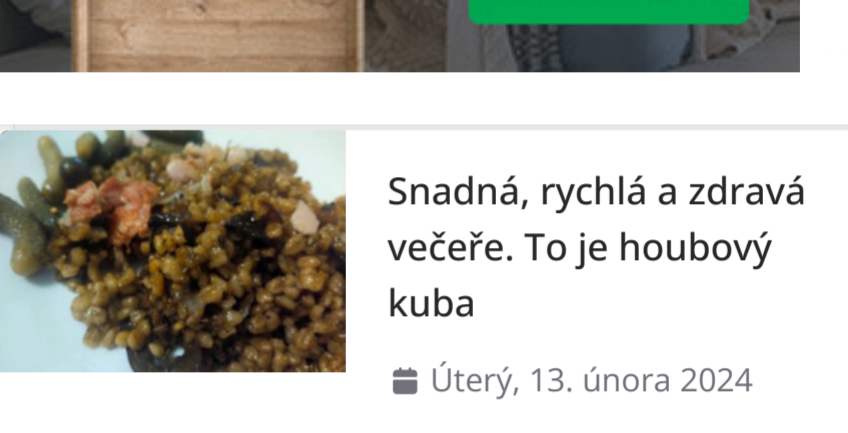 Snadná, rychlá a zdravá
večeře. To je houbový
kuba
Úterý, 13. února 2024